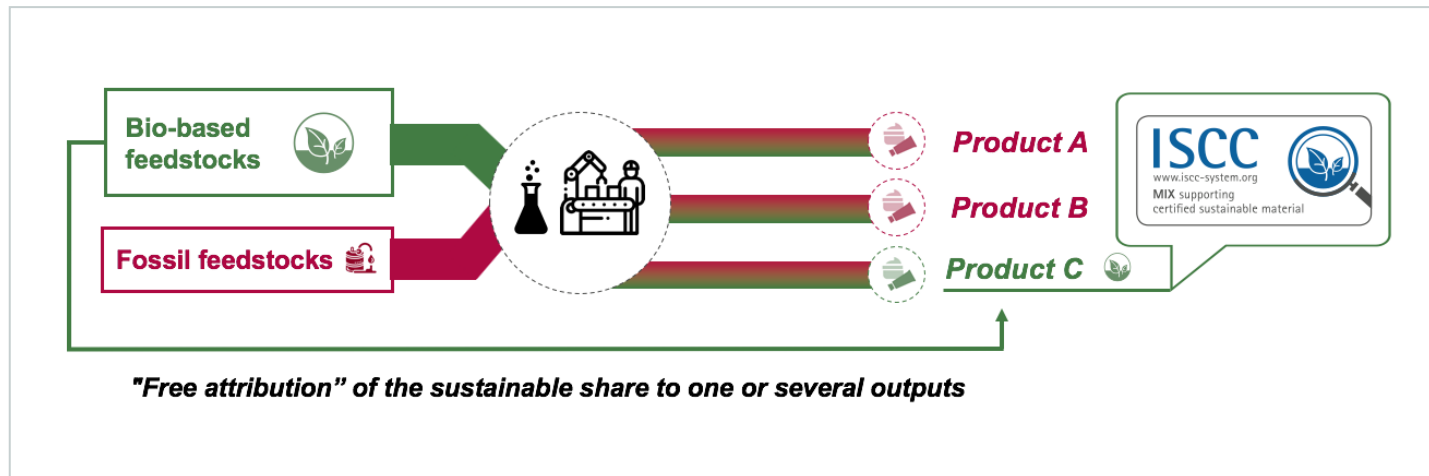 Bio-based
feedstocks
Fossil feedstocks
Product A
Product B
Product C
ISCC
www.iscc-system.org
MIX supporting
certified sustainable material
"Free attribution” of the sustainable share to one or several outputs